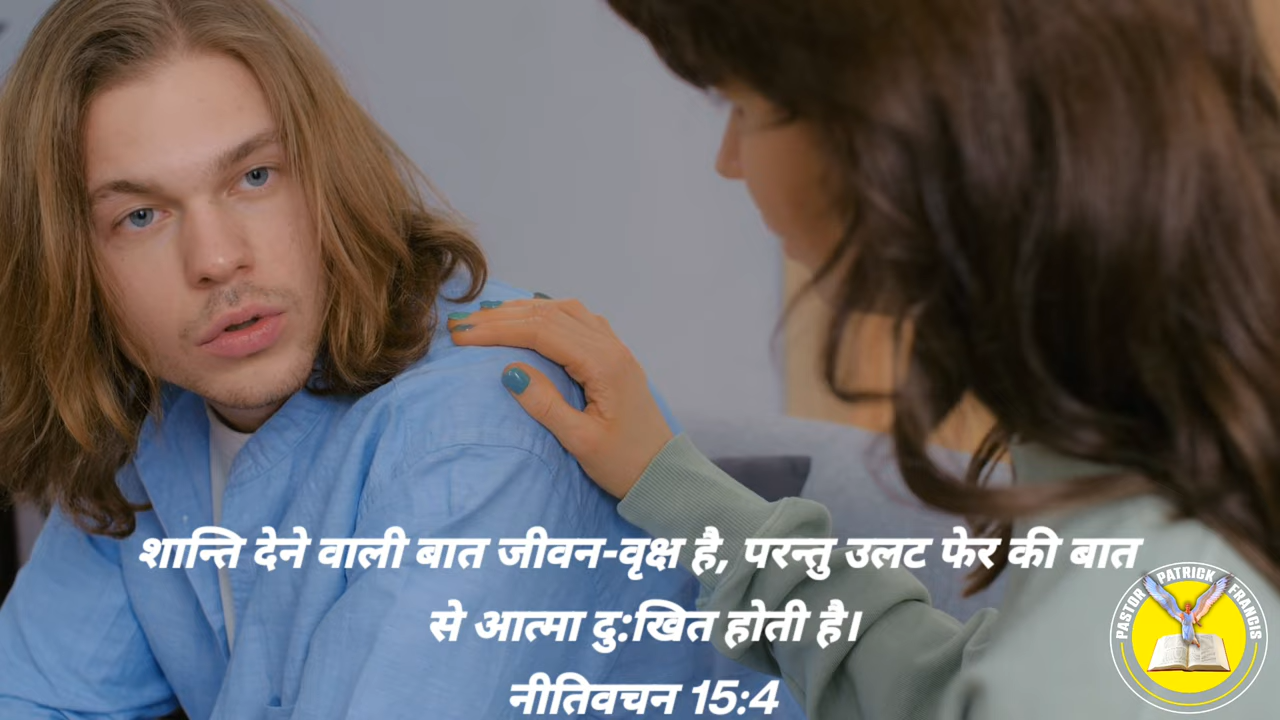 शान्ति देने वाली बात जीवन-वृक्ष है, परन्तु उलट फेर की बात
से आत्मा दु:खित होती है।
नीतिवचन 15:4
PASTOR PATRICK FRANCIS